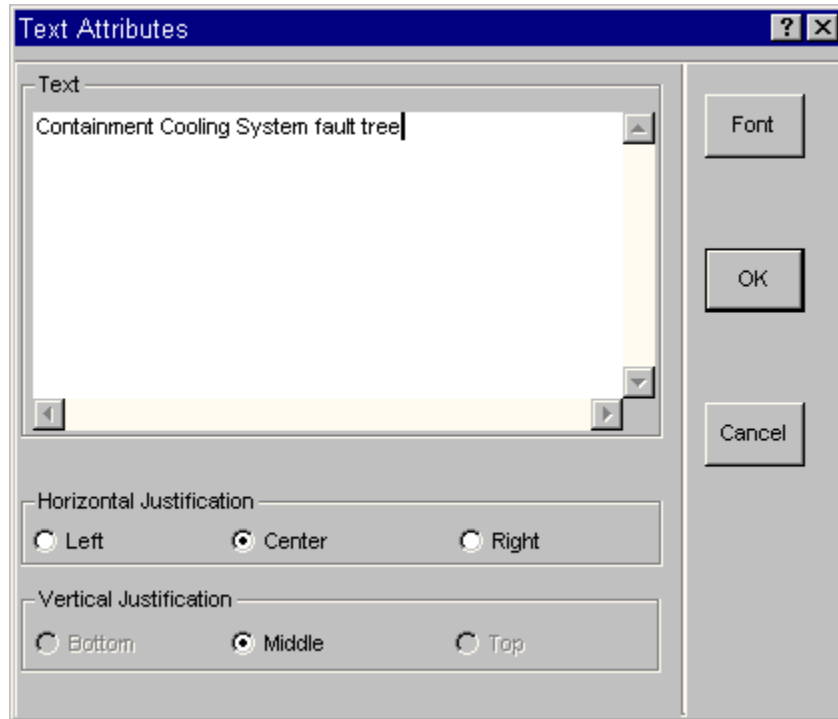 Text Attributes
Text
Containment Cooling System fault tree
Font
OK
Cancel
Horizontal Justification
Left Center Right
Vertical Justification
Bottom Middle Top